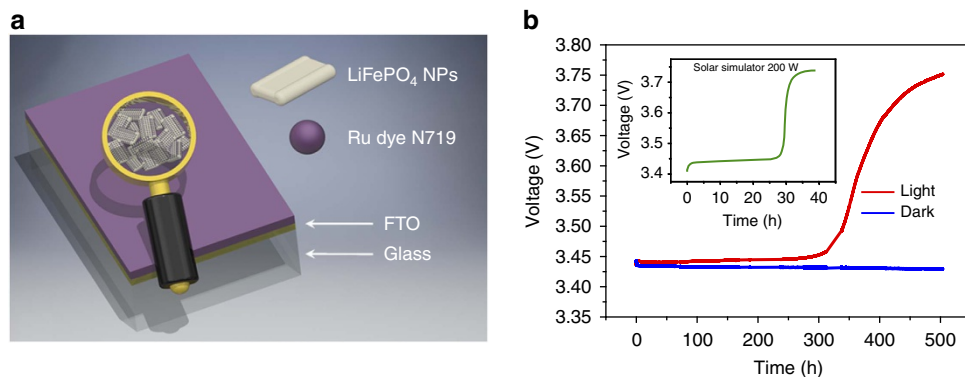 a
LiFePO4 NPs
Ru dye N719
FTO
Glass
b
3.80
3.75
3.70
3.65
3.60
3.55
3.50
3.45
3.40
3.35
Voltage (V)
0
100
200
300
400
500
Time (h)
Solar simulator 200 W
3.7
3.6
3.5
3.4
Voltage (V)
0
10
20
30
40
Time (h)
Light
Dark